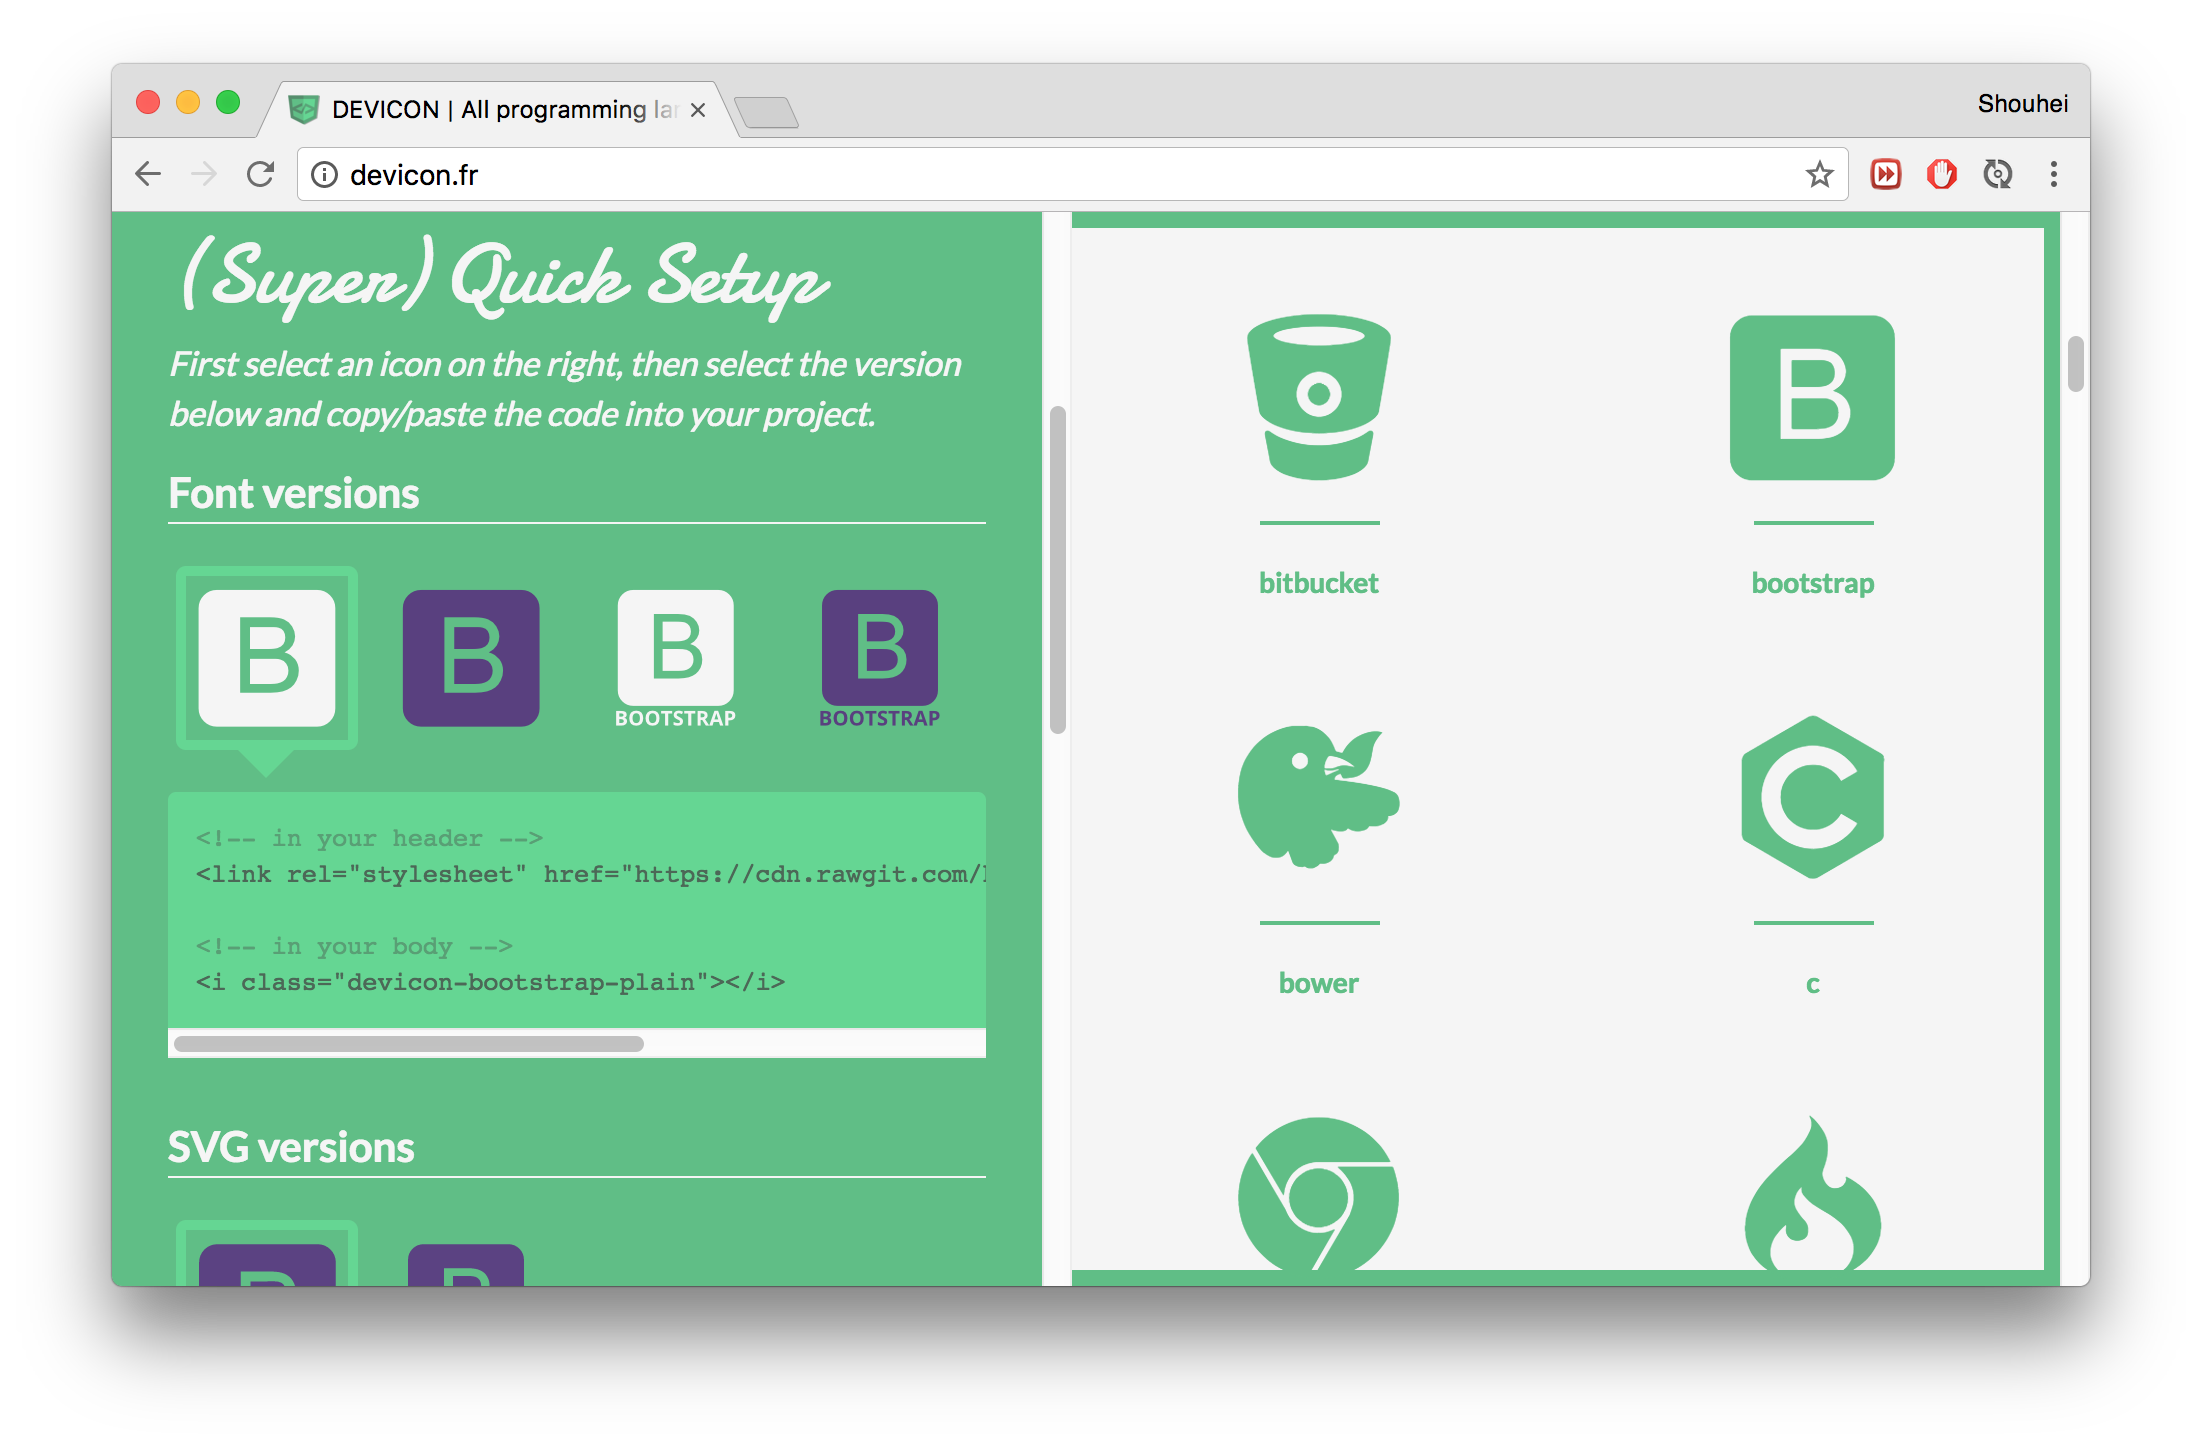 DEVICON | All programming lan
Shouhei
devicon.fr
(Super) Quick Setup
First select an icon on the right, then select the version
below and copy/paste the code into your project.
Font versions
B
B
B
BOOTSTRAP
B
BOOTSTRAP
<!-- in your header -->
<link rel="stylesheet" href="https://cdn.rawgit.com/
<!-- in your body -->
<i class="devicon-bootstrap-plain"></i>
SVG versions
B
B
bitbucket
B
bootstrap
bower
C
c